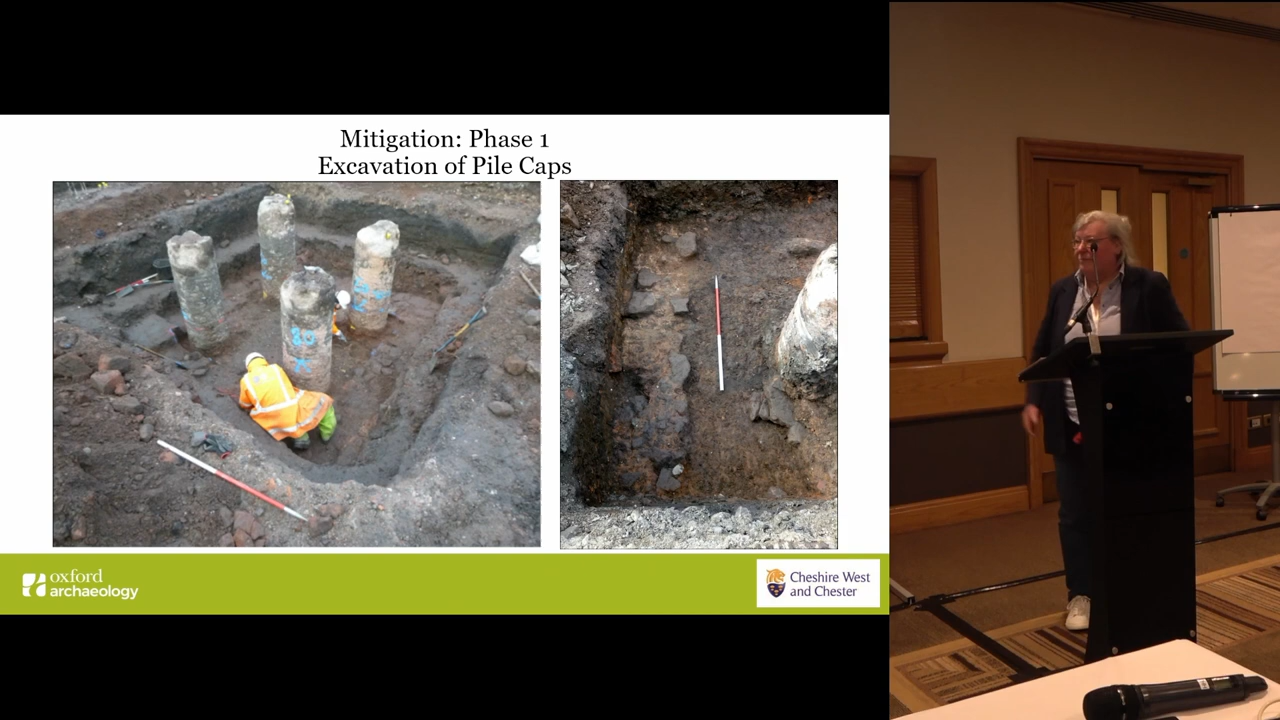 Mitigation: Phase 1
Excavation of Pile Caps
oxford
archaeology
Cheshire West
and Chester